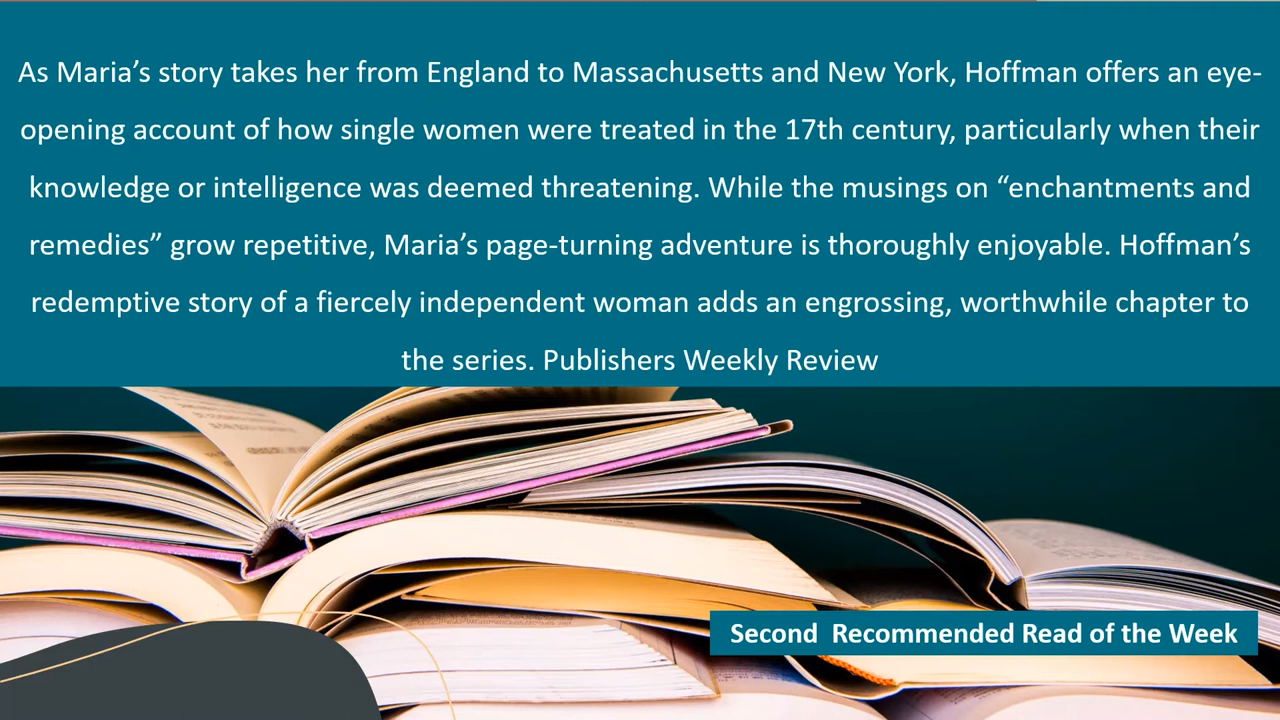 As Maria’s story takes her from England to Massachusetts and New York, Hoffman offers an eye-
opening account of how single women were treated in the 17th century, particularly when their
knowledge or intelligence was deemed threatening. While the musings on “enchantments and
remedies” grow repetitive, Maria’s page-turning adventure is thoroughly enjoyable. Hoffman’s
redemptive story of a fiercely independent woman adds an engrossing, worthwhile chapter to
the series. Publishers Weekly Review
Second  Recommended Read of the Week